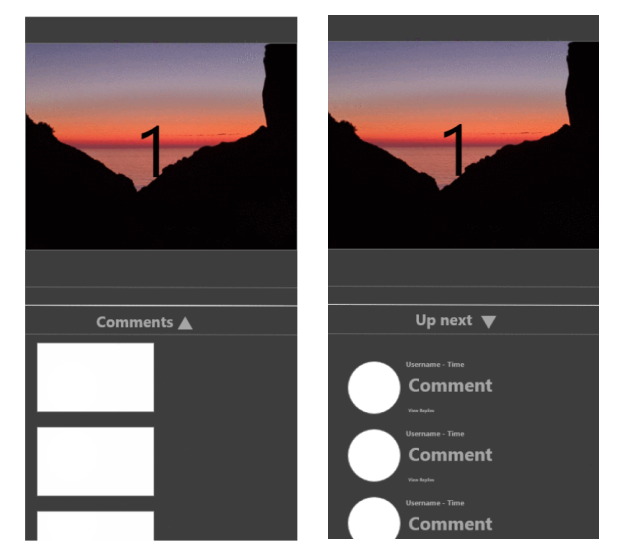 1
Comments ▲
1
Up next ▼
Username - Time
Comment
View Replies
Username - Time
Comment
View Replies
Username - Time
Comment